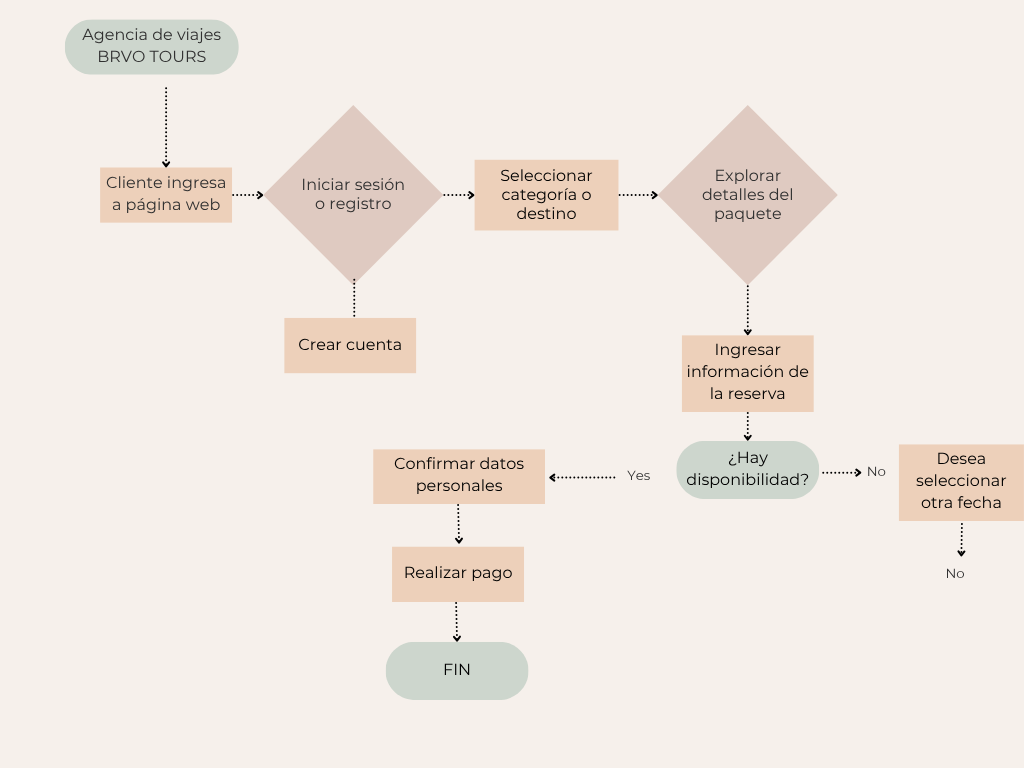 Agencia de viajes
BRVO TOURS
Cliente ingresa
a página web
Iniciar sesión
o registro
Seleccionar
categoría o
destino
Explorar
detalles del
paquete
Crear cuenta
Ingresar
información de
la reserva
¿Hay
disponibilidad?
No
Desea
seleccionar
otra fecha
No
Yes
Confirmar datos
personales
Realizar pago
FIN